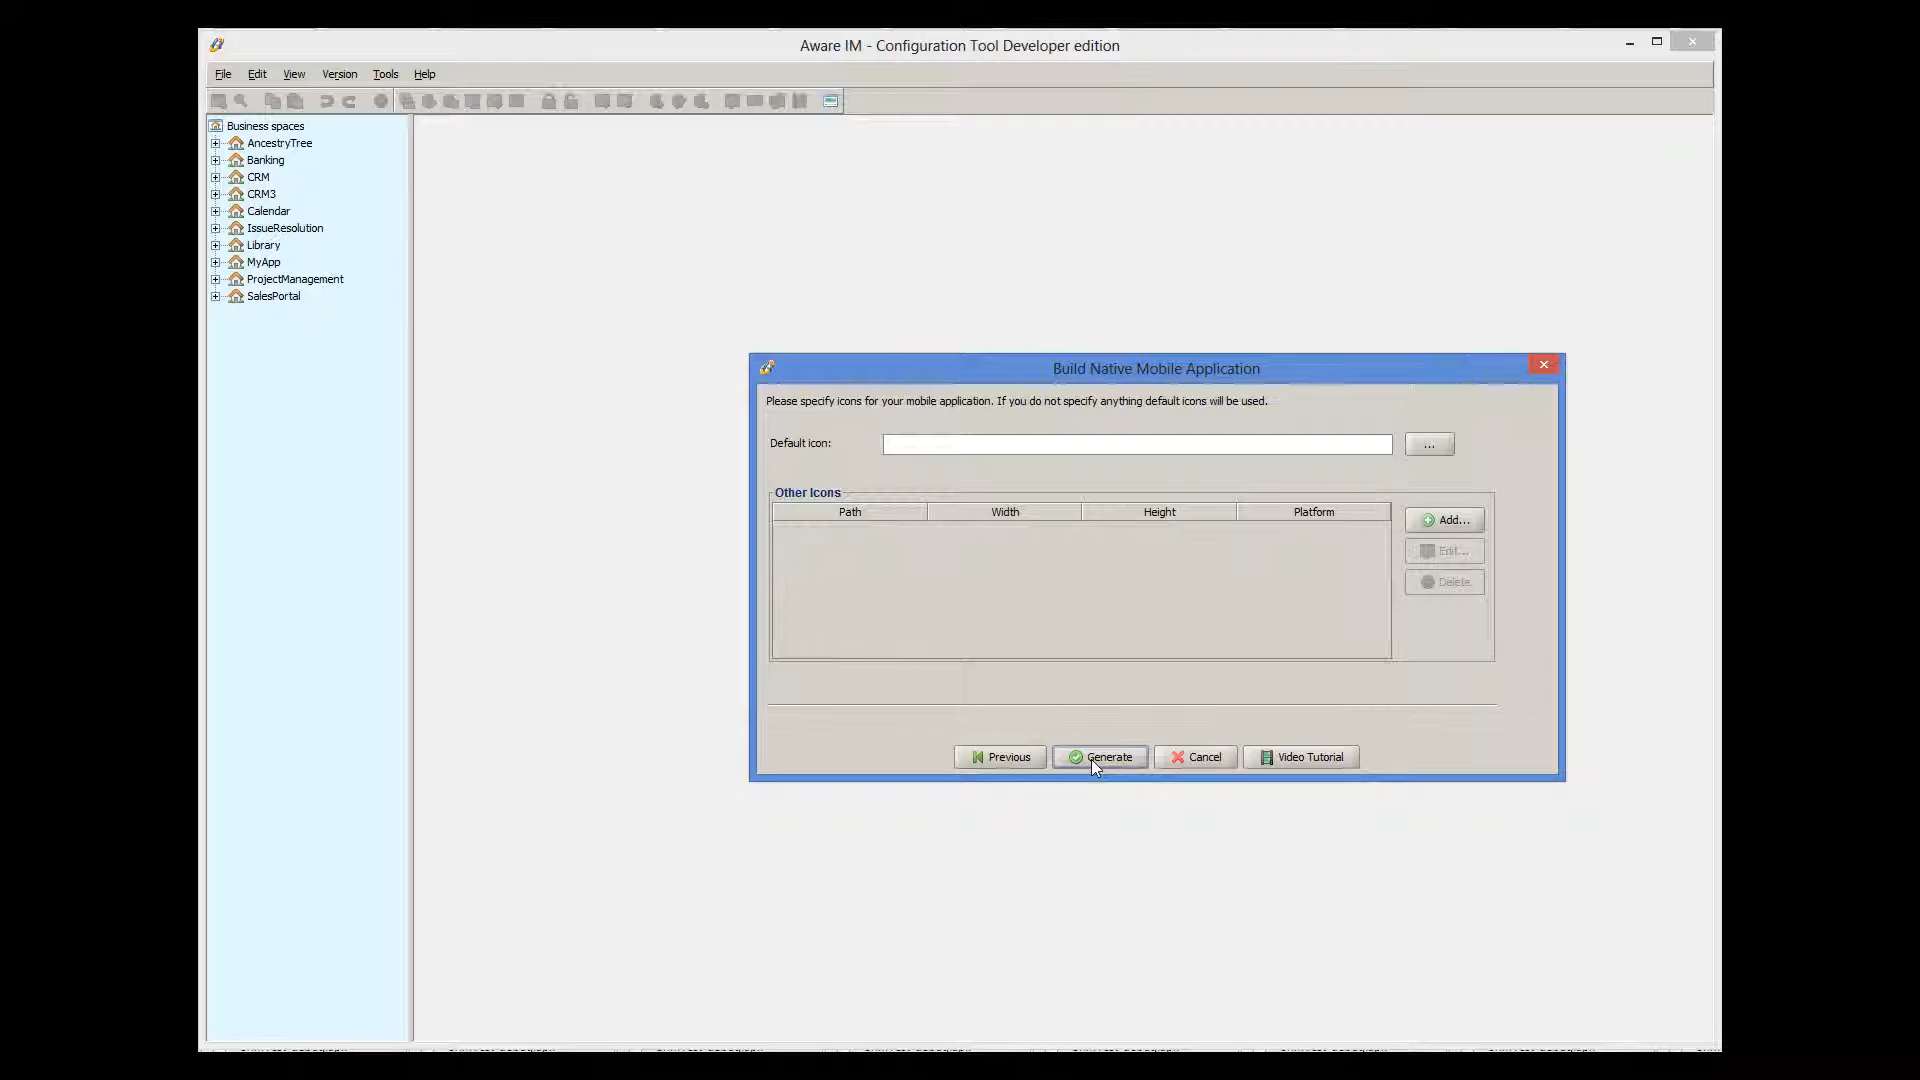 Aware IM - Configuration Tool Developer edition
File Edit View Version Tools Help
Business spaces
AncestryTree
Banking
CRM
CRM3
Calendar
IssueResolution
Library
MyApp
ProjectManagement
SalesPortal
Build Native Mobile Application
Please specify icons for your mobile application. If you do not specify anything default icons will be used.
Default icon:
...
Other Icons
Path Width Height Platform
Add...
Edit...
Delete
Previous Generate Cancel Video Tutorial